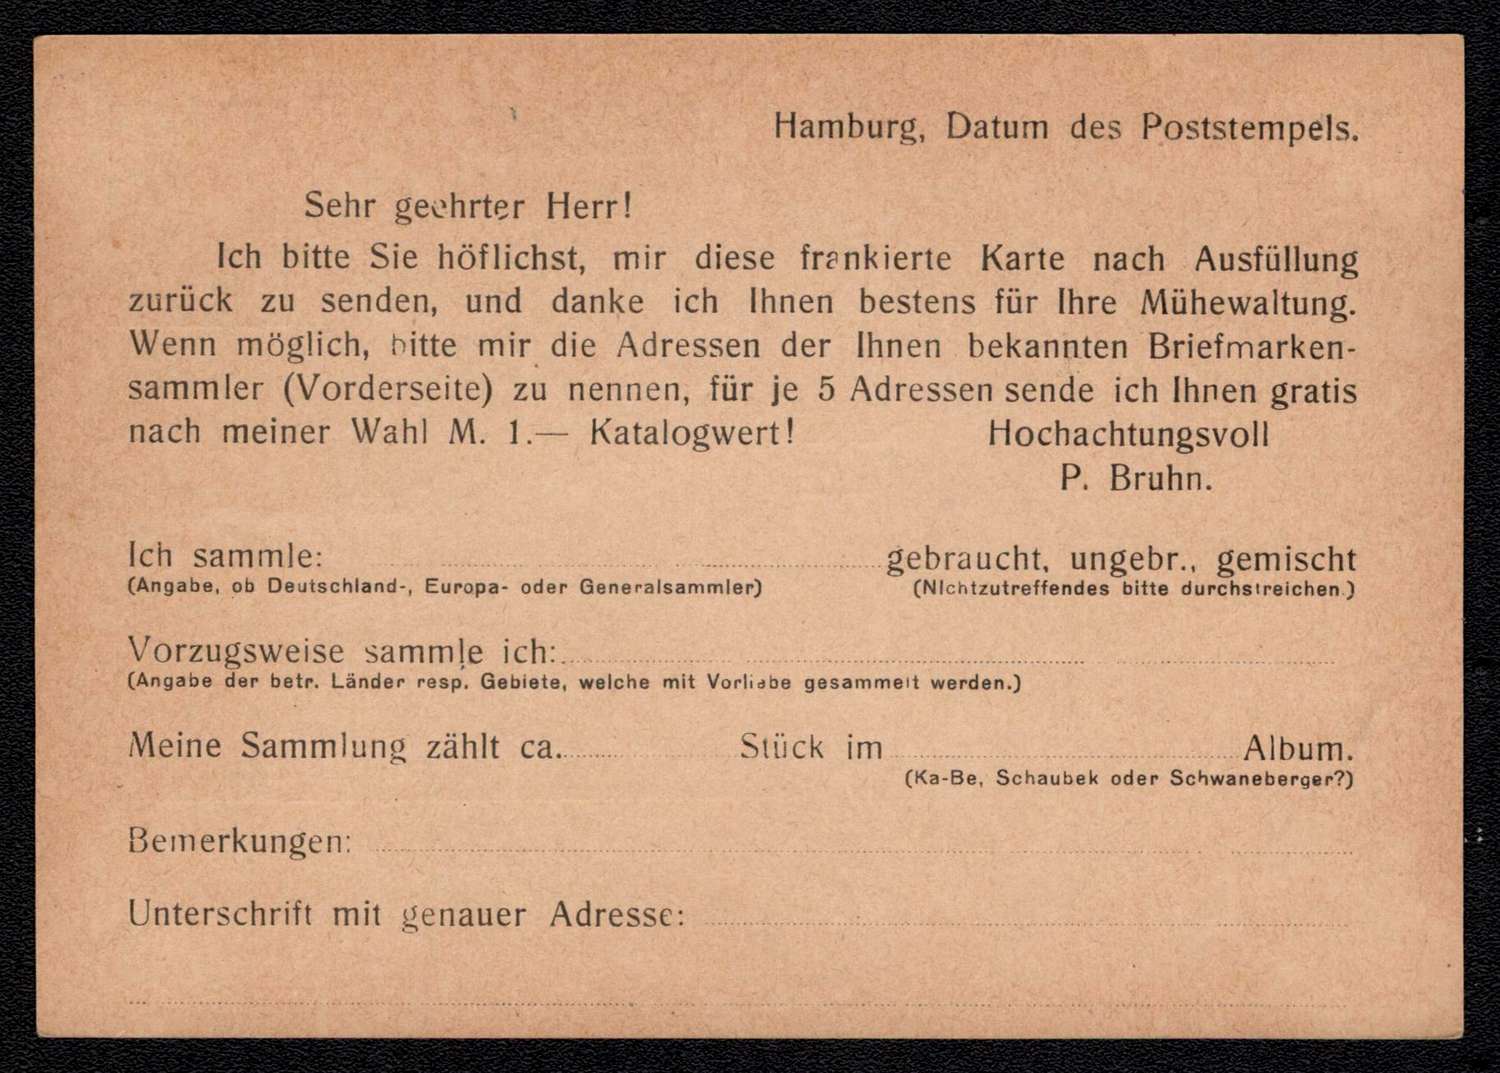 Hamburg, Datum des Poststempels.
Sehr geehrter Herr!
Ich bitte Sie höflichst, mir diese frankierte Karte nach Ausfüllung
zurück zu senden, und danke ich Ihnen bestens für Ihre Mühewaltung.
Wenn möglich, bitte mir die Adressen der Ihnen bekannten Briefmarken-
sammler (Vorderseite) zu nennen, für je 5 Adressen sende ich Ihnen gratis
nach meiner Wahl M. 1.— Katalogwert! Hochachtungsvoll
P. Bruhn.
Ich sammle: gebraucht, ungebr., gemischt
(Angabe, ob Deutschland-, Europa- oder Generalsammler) (Nichtzutreffendes bitte durchstreichen.)
Vorzugsweise sammle ich:
(Angabe der betr. Länder resp. Gebiete, welche mit Vorliebe gesammelt werden.)
Meine Sammlung zählt ca. Stück im Album.
(Ka-Be, Schaubek oder Schwaneberger?)
Bemerkungen:
Unterschrift mit genauer Adresse: